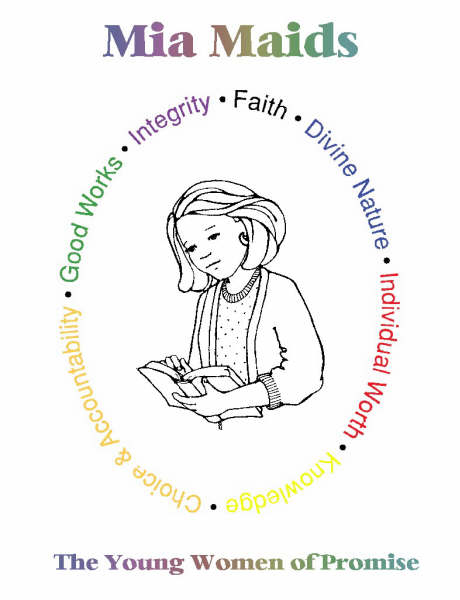 Mia Maids
Faith • Divine Nature • Individual Worth • Knowledge • Choice & Accountability • Good Works • Integrity •
The Young Women of Promise